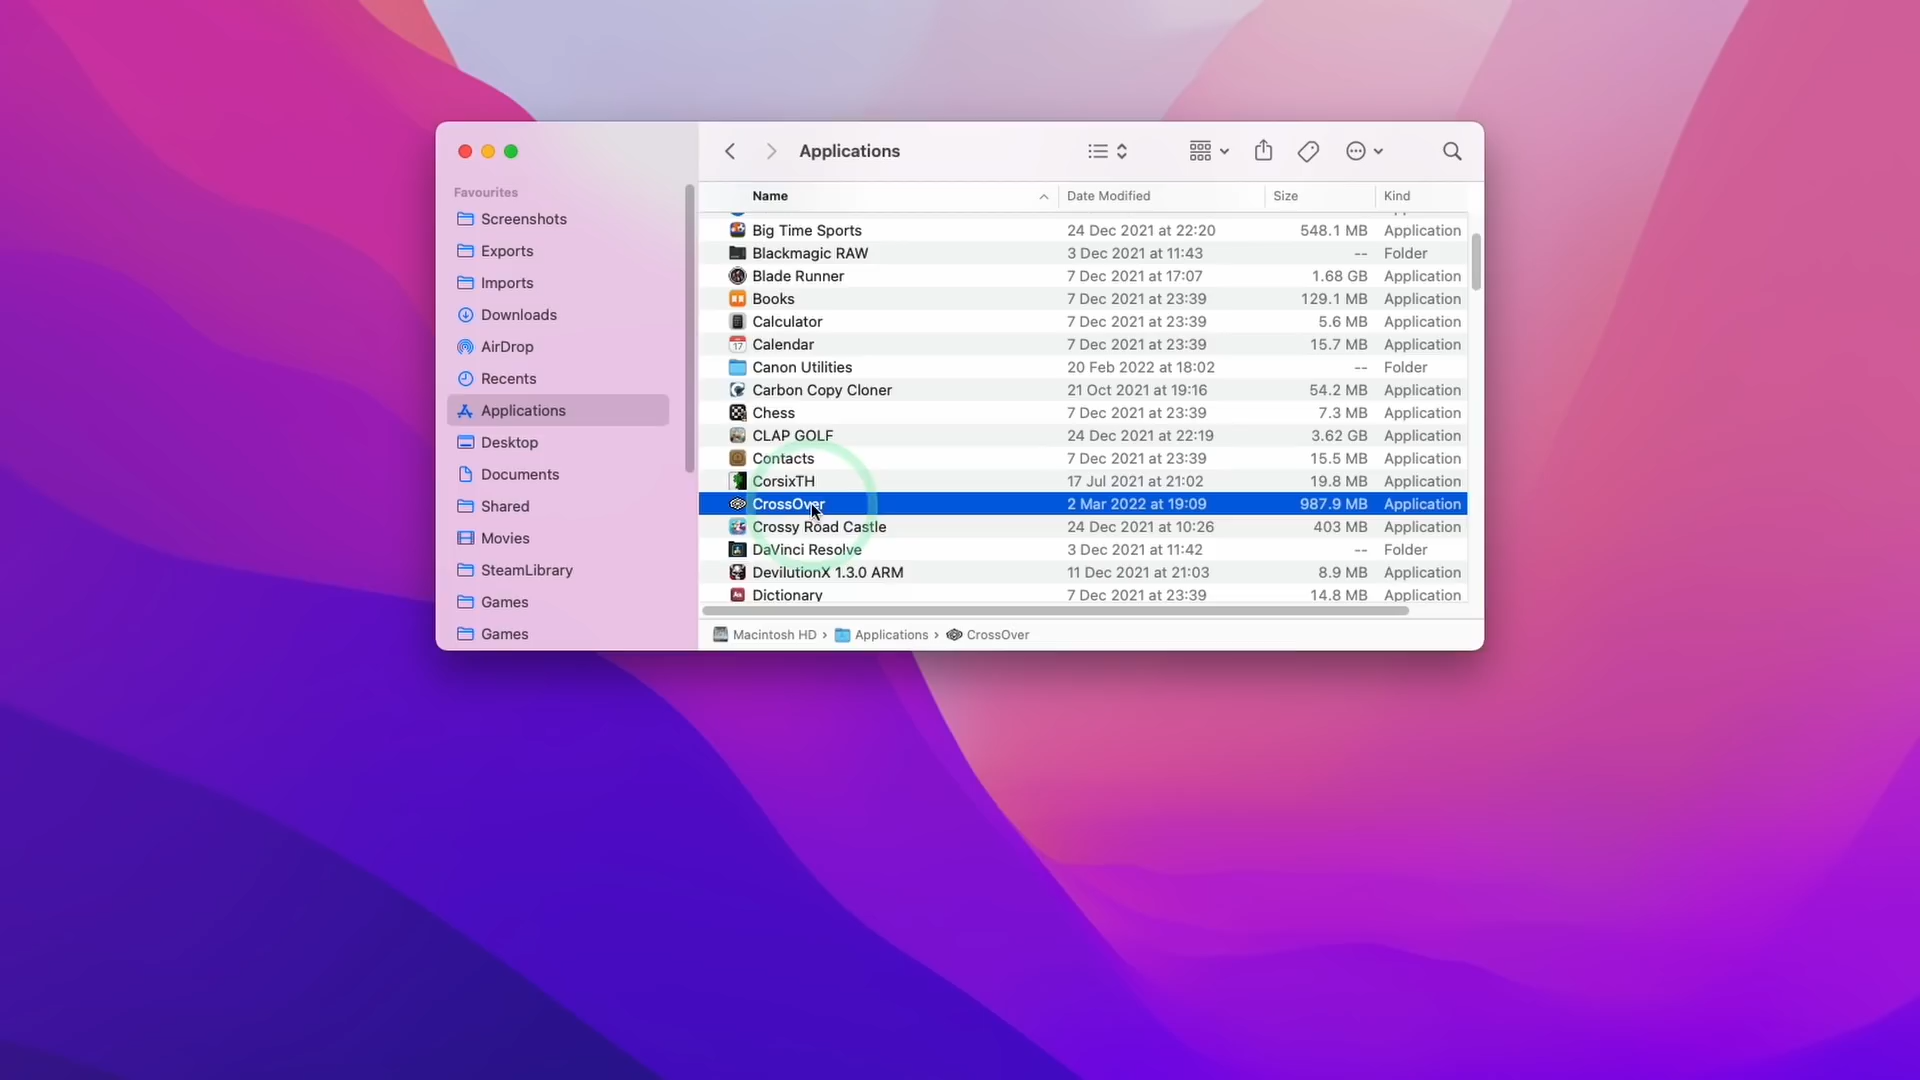 Applications
Favourites
Screenshots
Exports
Imports
Downloads
AirDrop
Recents
Applications
Desktop
Documents
Shared
Movies
SteamLibrary
Games
Games
Name Date Modified Size Kind
Big Time Sports 24 Dec 2021 at 22:20 548.1 MB Application
Blackmagic RAW 3 Dec 2021 at 11:43 -- Folder
Blade Runner 7 Dec 2021 at 17:07 1.68 GB Application
Books 7 Dec 2021 at 23:39 129.1 MB Application
Calculator 7 Dec 2021 at 23:39 5.6 MB Application
Calendar 7 Dec 2021 at 23:39 15.7 MB Application
Canon Utilities 20 Feb 2022 at 18:02 -- Folder
Carbon Copy Cloner 21 Oct 2021 at 19:16 54.2 MB Application
Chess 7 Dec 2021 at 23:39 7.3 MB Application
CLAP GOLF 24 Dec 2021 at 22:19 3.62 GB Application
Contacts 7 Dec 2021 at 23:39 15.5 MB Application
CorsixTH 17 Jul 2021 at 21:02 19.8 MB Application
CrossOver 2 Mar 2022 at 19:09 987.9 MB Application
Crossy Road Castle 24 Dec 2021 at 10:26 403 MB Application
DaVinci Resolve 3 Dec 2021 at 11:42 -- Folder
DevilutionX 1.3.0 ARM 11 Dec 2021 at 21:03 8.9 MB Application
Dictionary 7 Dec 2021 at 23:39 14.8 MB Application
Macintosh HD › Applications › CrossOver